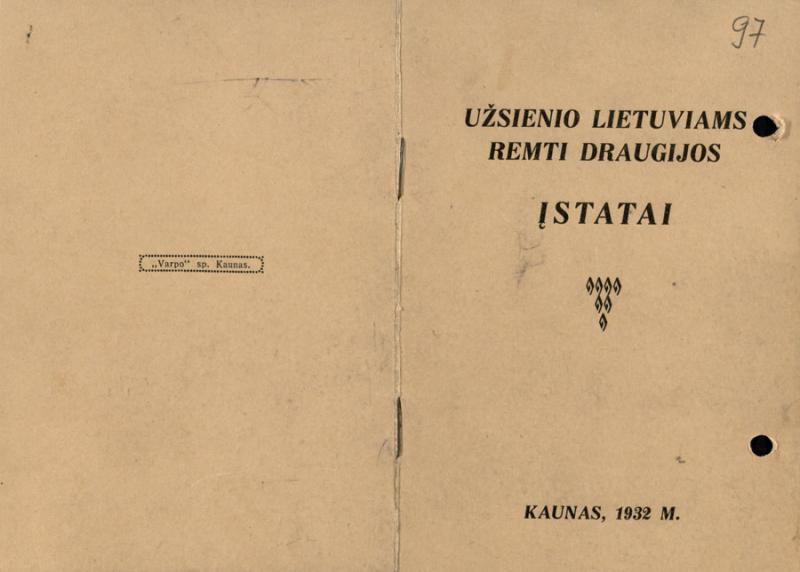 „Varpo“ sp. Kaunas.
97
UŽSIENIO LIETUVIAMS
REMTI DRAUGIJOS
ĮSTATAI
KAUNAS, 1932 M.